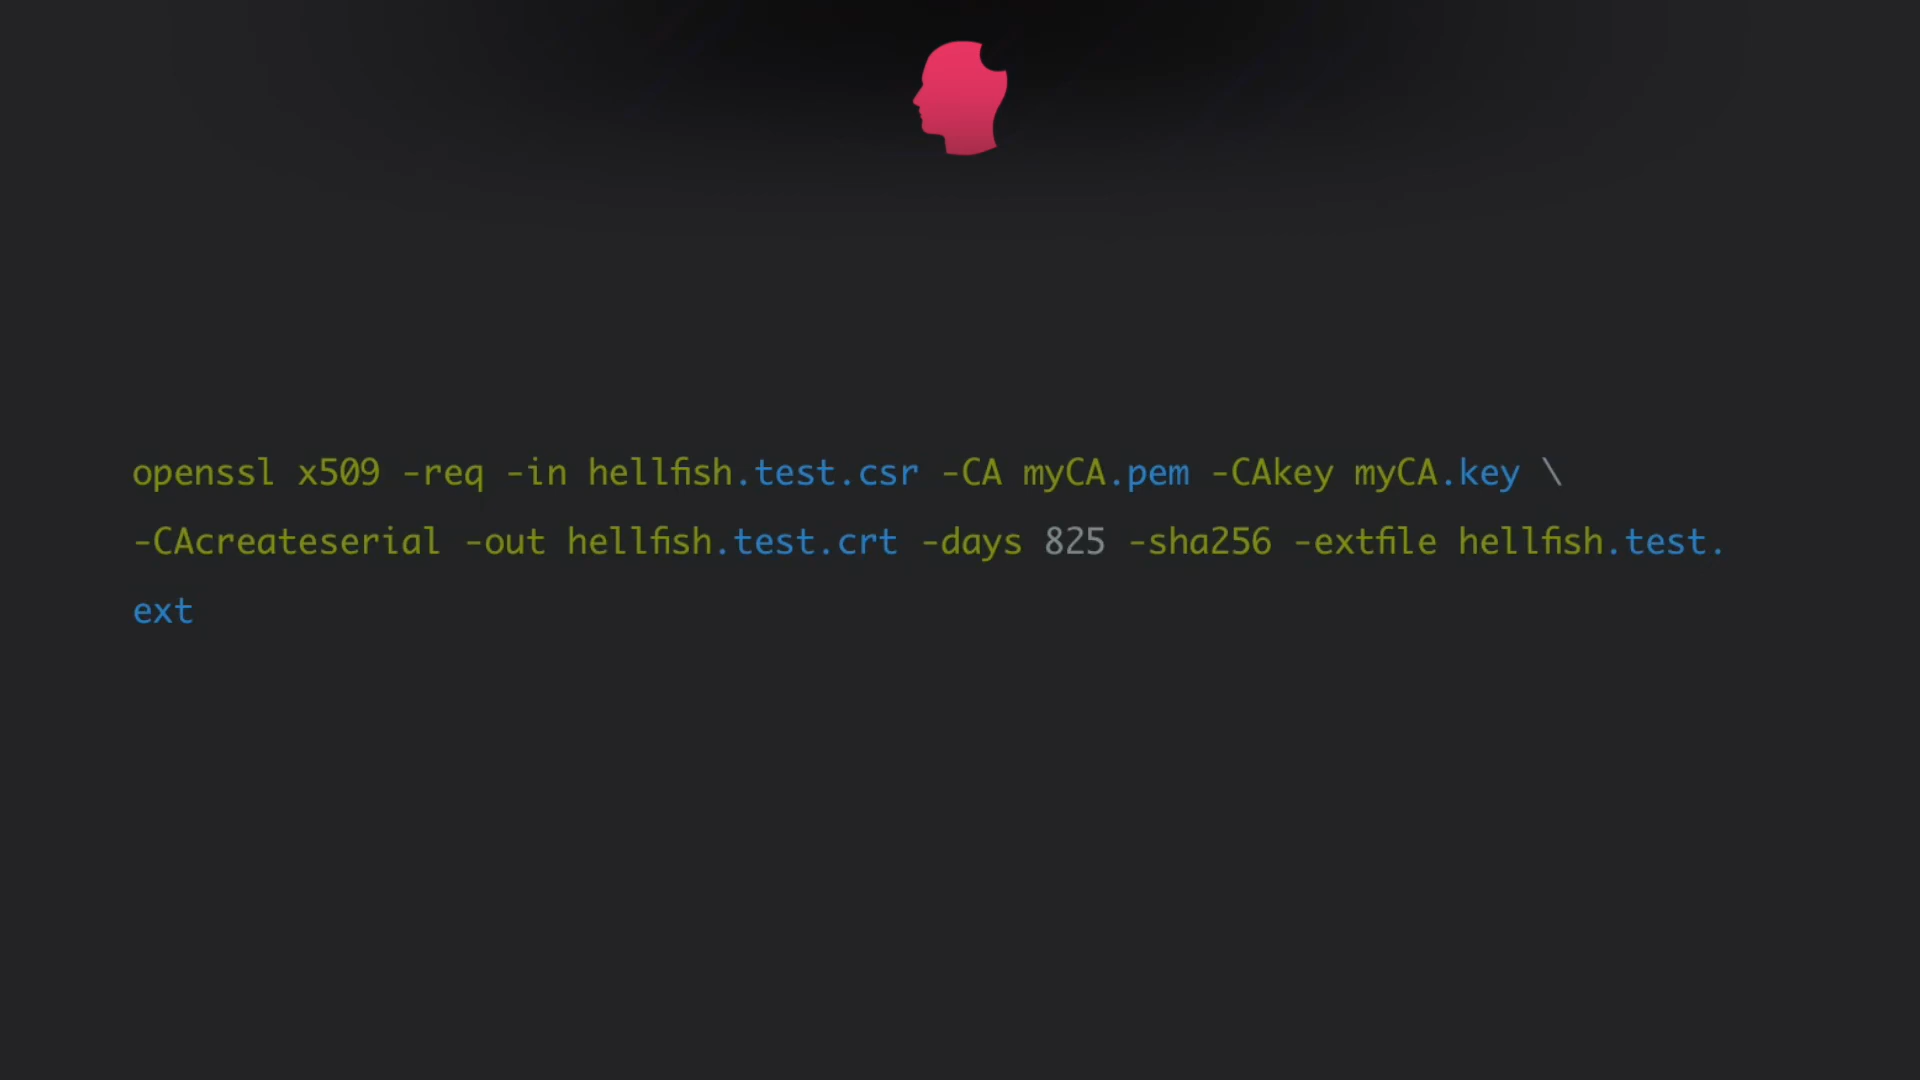 openssl x509 -req -in hellfish.test.csr -CA myCA.pem -CAkey myCA.key \
-CAcreateserial -out hellfish.test.crt -days 825 -sha256 -extfile hellfish.test.
ext